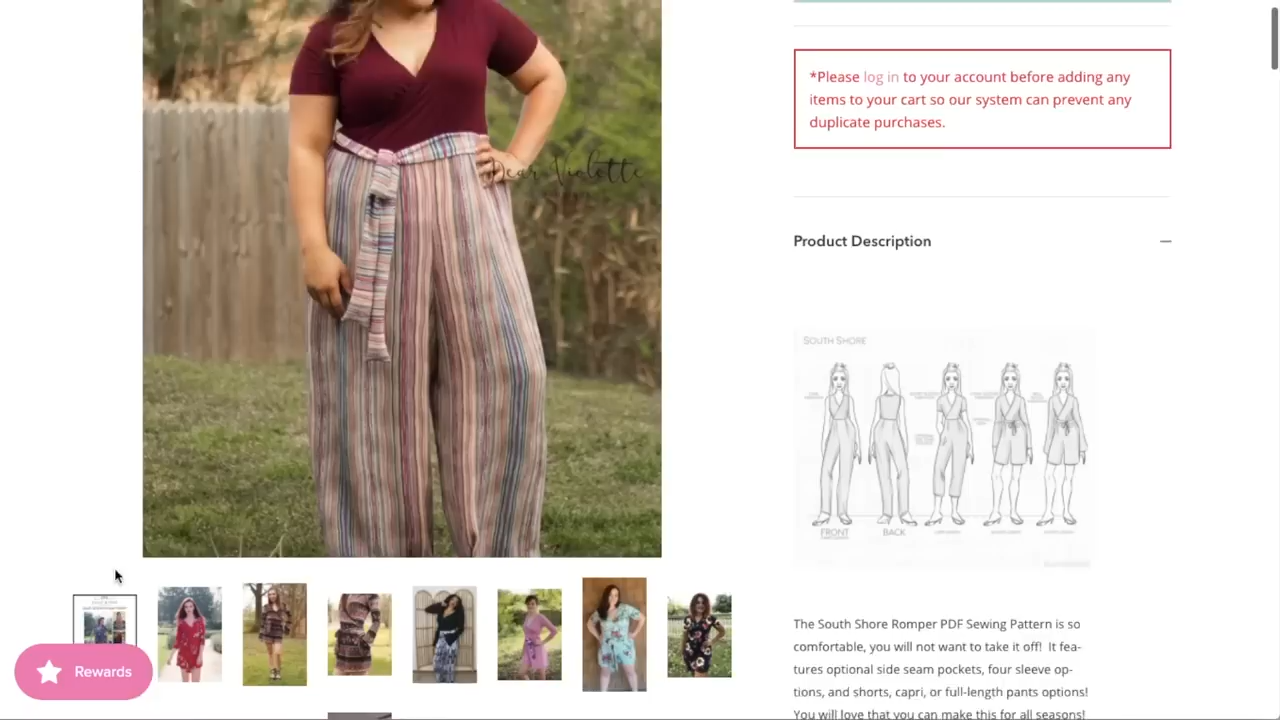 *Please log in to your account before adding any
items to your cart so our system can prevent any
duplicate purchases.
Dear Violette
Product Description
SOUTH SHORE
FRONT
BACK
The South Shore Romper PDF Sewing Pattern is so
comfortable, you will not want to take it off! It fea-
tures optional side seam pockets, four sleeve op-
tions, and shorts, capri, or full-length pants options!
You will love that you can make this for all seasons!
Rewards